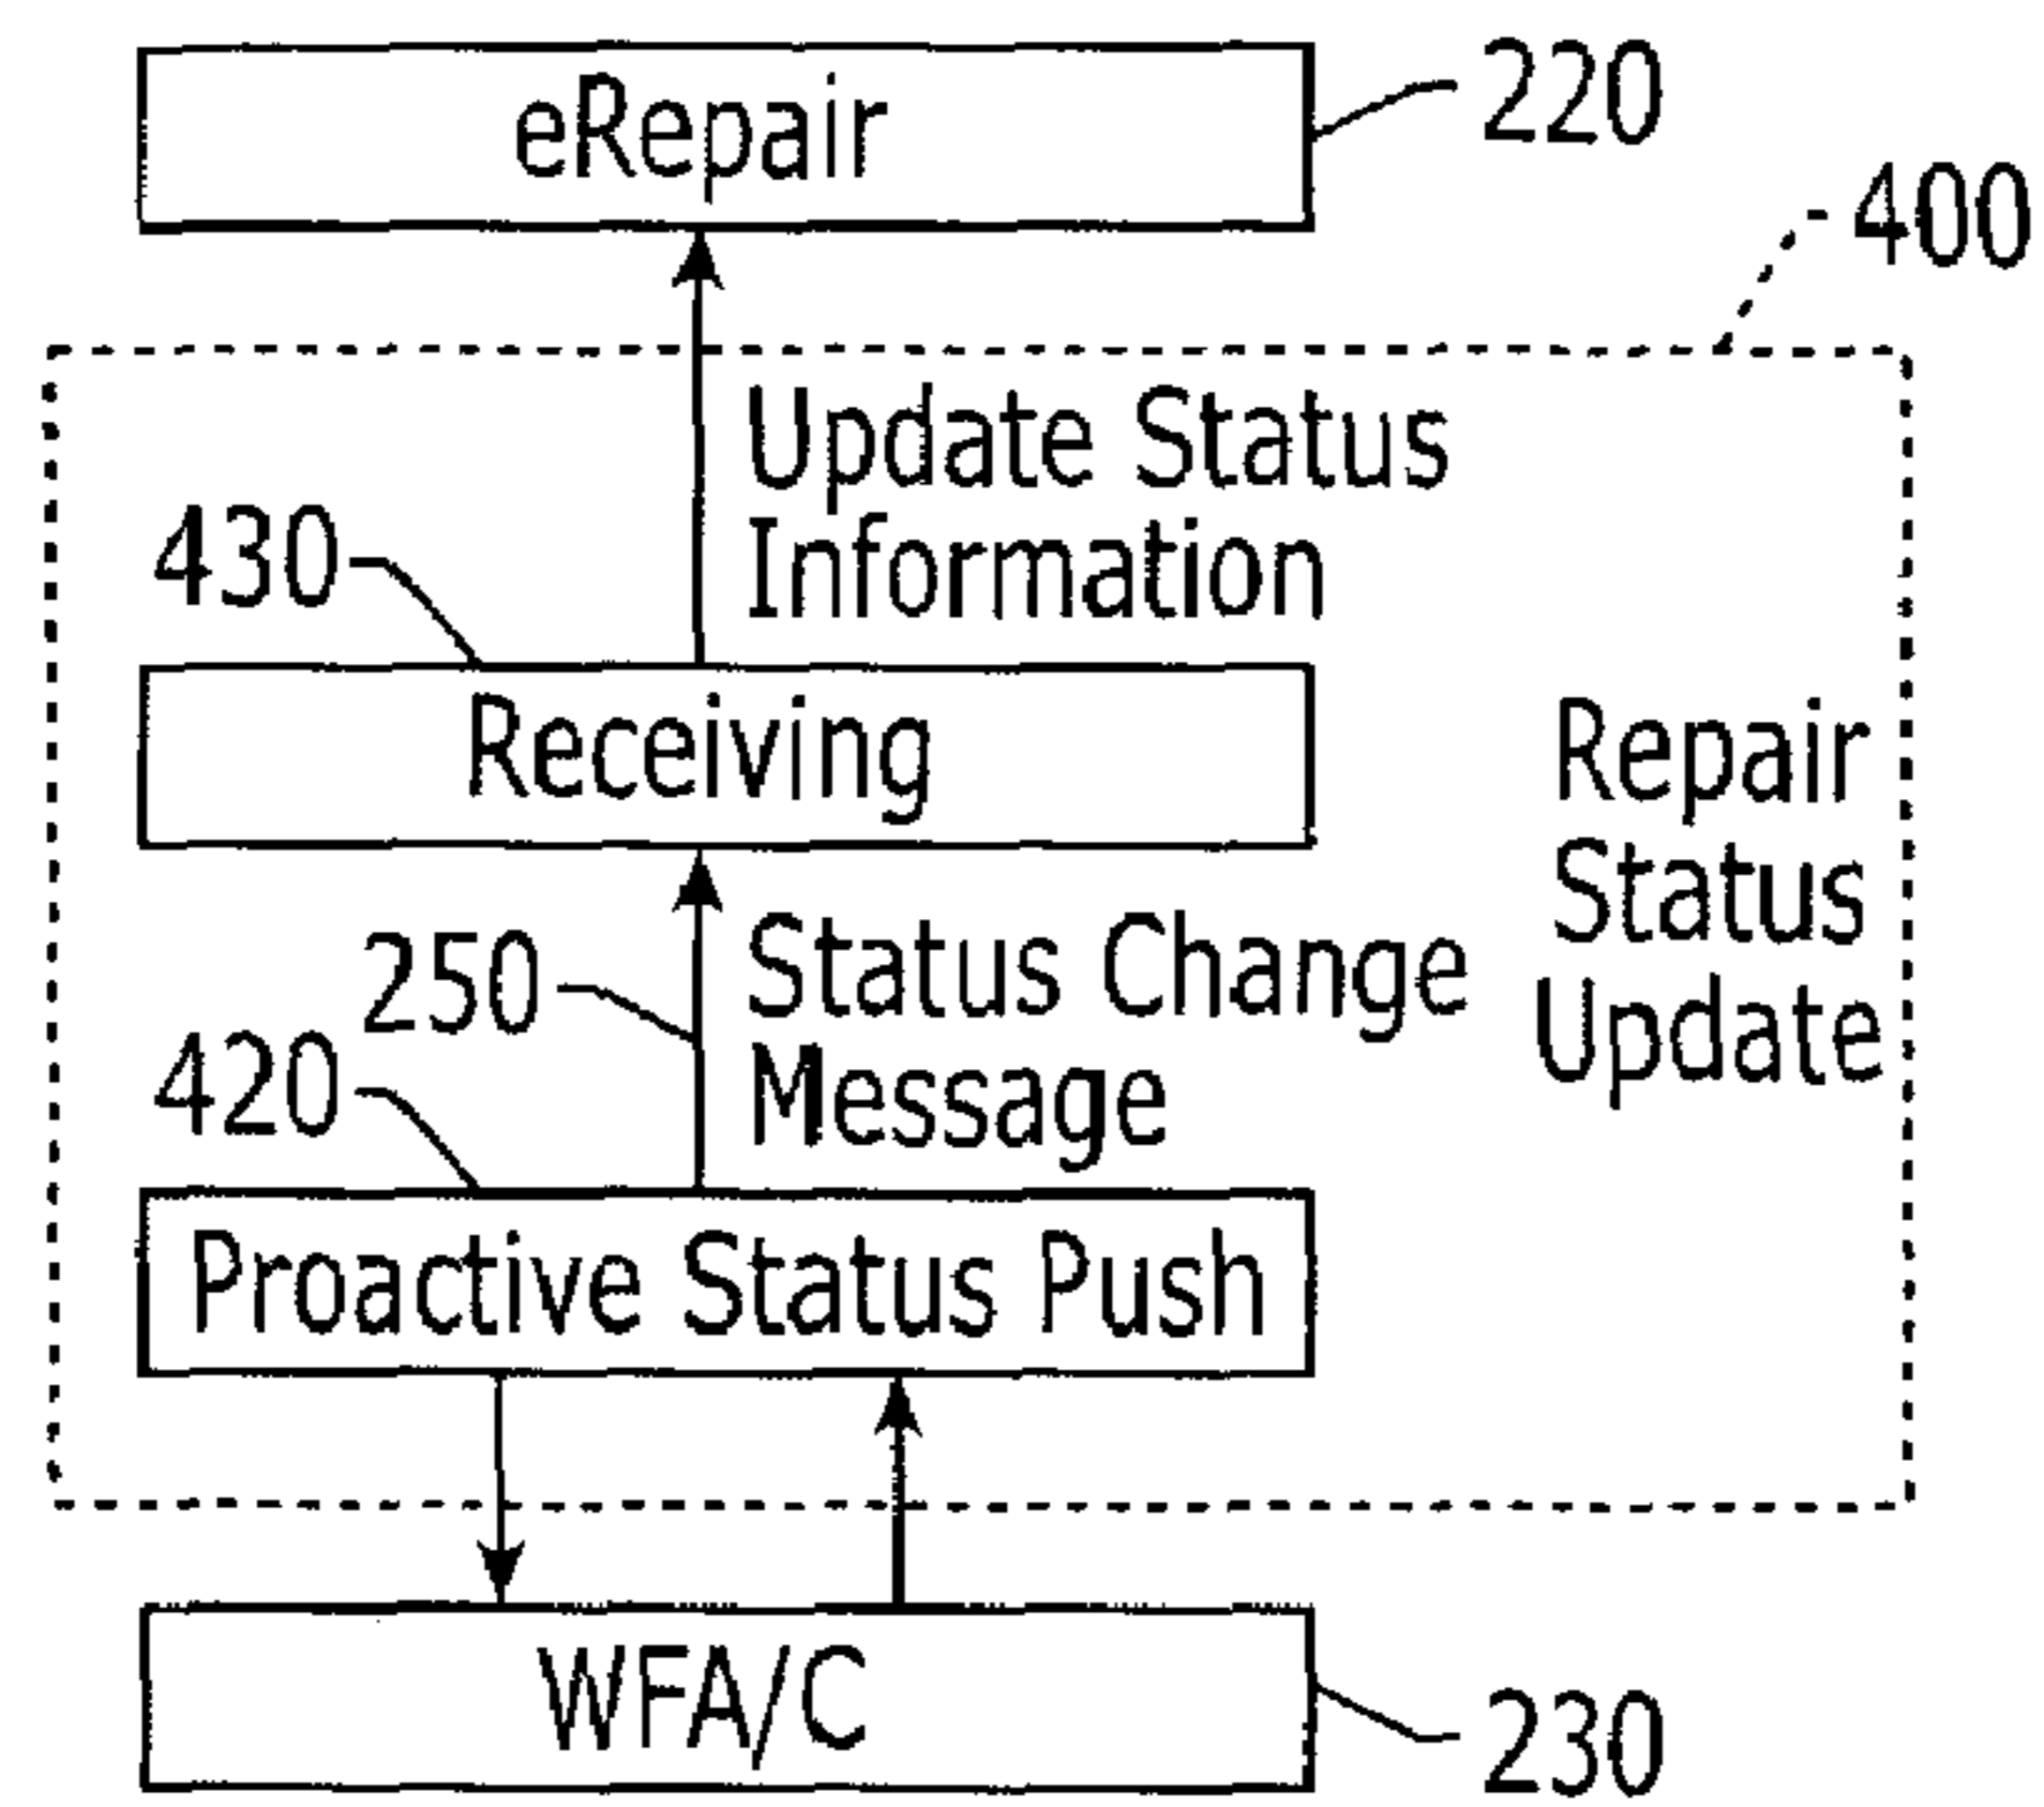 eRepair
220
400
Update Status
Information
430
Receiving
Repair
Status
Update
250
Status Change
Message
420
Proactive Status Push
WFA/C
230